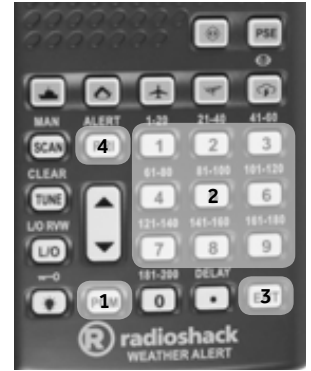 PSE
MAN ALERT 1-20 21-40 41-60
SCAN 4 1 2 3
CLEAR 61-80 81-100 101-120
TUNE 4 2 6
L/O RVW 121-140 141-160 161-180
L/O 7 8 9
181-200 DELAY
1 0 • 3
R radioshack
WEATHER ALERT